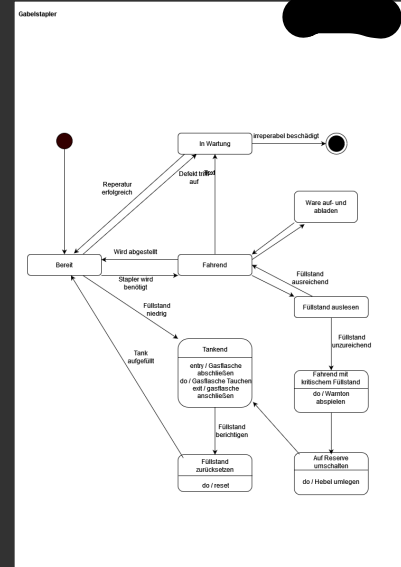 Gabelstapler
In Wartung
irreperabel beschädigt
Reperatur
erfolgreich
Defekt tritt
auf
Ware auf- und
abladen
Wird abgestellt
Bereit
Fahrend
Stapler wird
benötigt
Füllstand
ausreichend
Füllstand
niedrig
Füllstand auslesen
Füllstand
unzureichend
Tank
aufgefüllt
Tankend
entry / Gasflasche
abschließen
do / Gasflasche Tauchen
exit / gasflasche
anschließen
Fahrend mit
kritischem Füllstand
do / Warnton
abspielen
Füllstand
berichtigen
Füllstand
zurücksetzen
do / reset
Auf Reserve
umschalten
do / Hebel umlegen